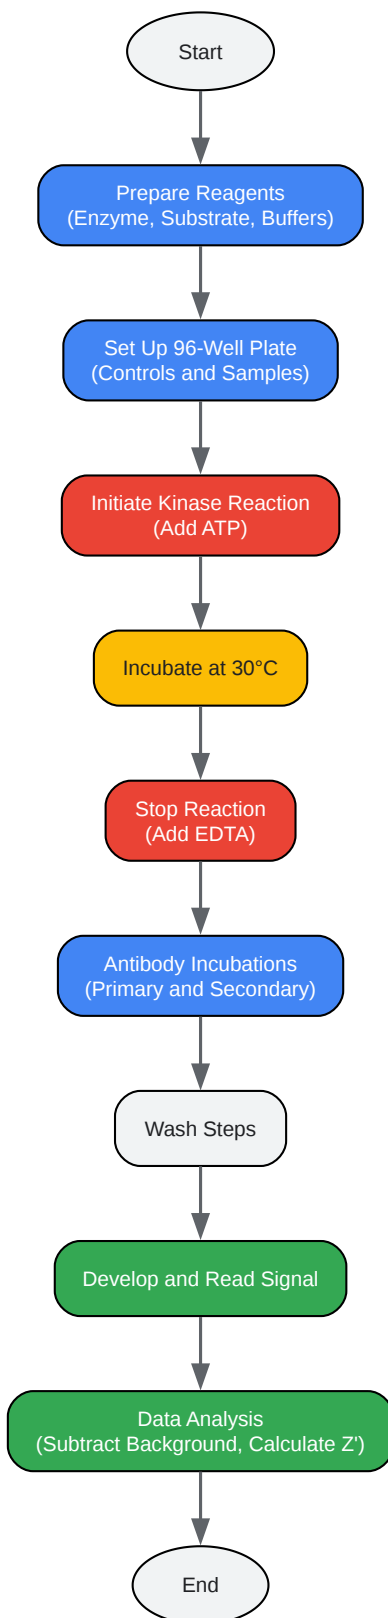 Start
Prepare Reagents
(Enzyme, Substrate, Buffers)
Set Up 96-Well Plate
(Controls and Samples)
Initiate Kinase Reaction
(Add ATP)
Incubate at 30°C
Stop Reaction
(Add EDTA)
Antibody Incubations
(Primary and Secondary)
Wash Steps
Develop and Read Signal
Data Analysis
(Subtract Background, Calculate Z')
End